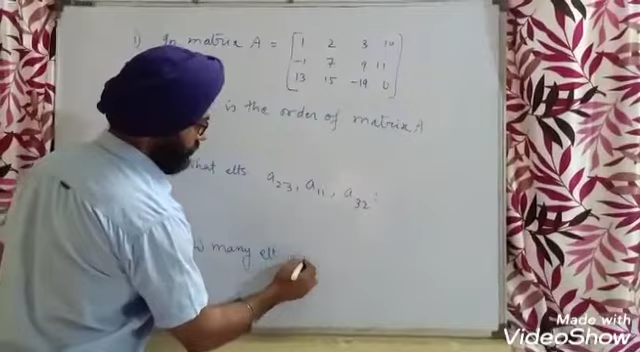 1) In matrix A = [ 1 2 3 10
-1 7 9 11
13 15 -19 0 ]
is the order of matrix A
What elts a₂₃, a₁₁, a₃₂ :
many elt
Made with
VideoShow